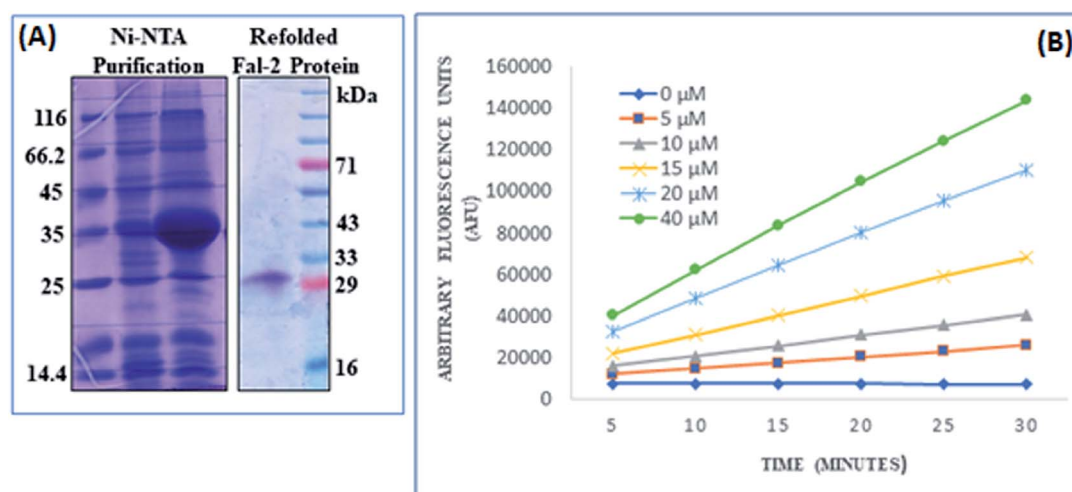 (A)
Ni-NTA
Purification
Refolded
Fal-2 Protein
kDa
116
66.2
45
35
25
14.4
71
43
33
29
16
(B)
ARBITRARY FLUORESCENCE UNITS
(AFU)
160000
140000
120000
100000
80000
60000
40000
20000
0
0 µM
5 µM
10 µM
15 µM
20 µM
40 µM
5 10 15 20 25 30
TIME (MINUTES)